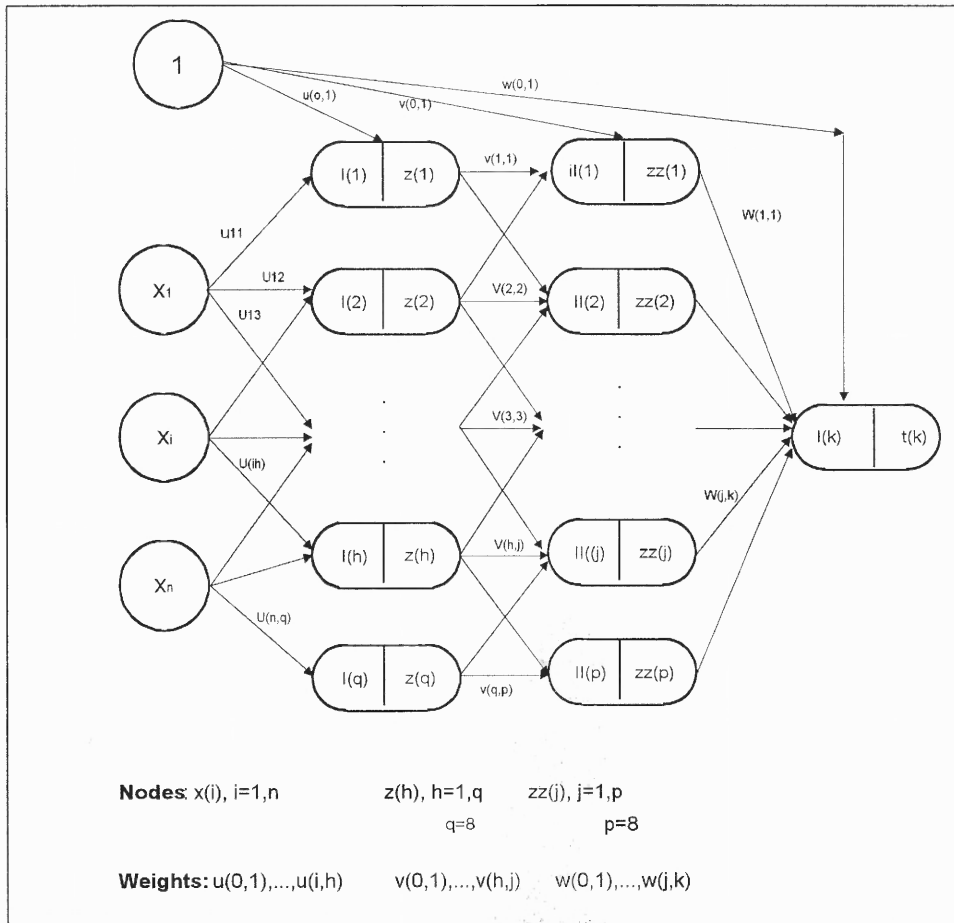 1
w(0,1)
u(o,1)
v(0,1)
I(1) z(1)
v(1,1)
iI(1) zz(1)
W(1,1)
u11
X1
U12
I(2) z(2)
V(2,2)
II(2) zz(2)
U13
Xi
V(3,3)
I(k) t(k)
U(ih)
W(j,k)
Xn
I(h) z(h)
V(h,j)
II((j) zz(j)
U(n,q)
I(q) z(q)
v(q,p)
II(p) zz(p)
Nodes: x(i), i=1,n z(h), h=1,q zz(j), j=1,p
q=8 p=8
Weights: u(0,1),...,u(i,h) v(0,1),...,v(h,j) w(0,1),...,w(j,k)